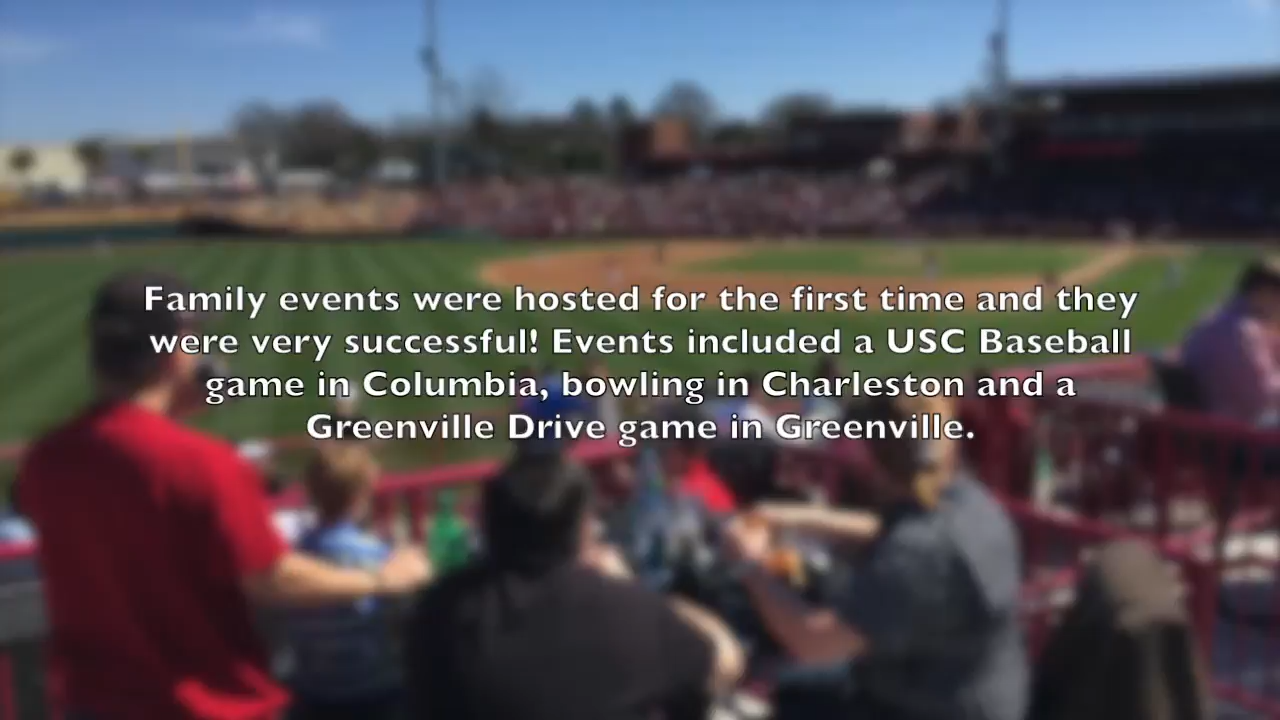 Family events were hosted for the first time and they
were very successful! Events included a USC Baseball
game in Columbia, bowling in Charleston and a
Greenville Drive game in Greenville.